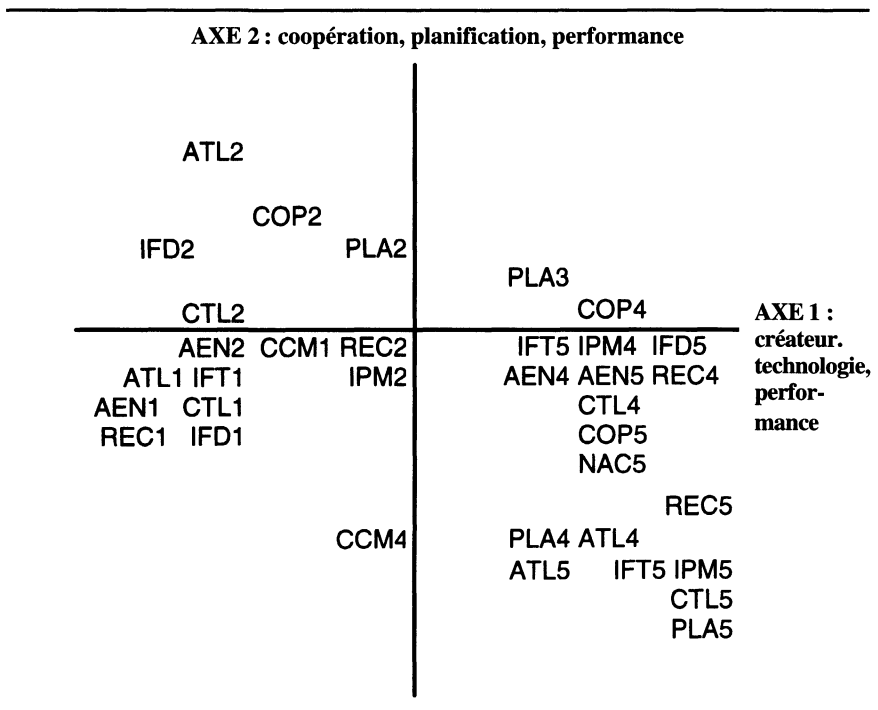 AXE 2 : coopération, planification, performance
ATL2
COP2
IFD2 PLA2
PLA3
CTL2 COP4
AXE 1 :
créateur.
technologie,
perfor-
mance
AEN2 CCM1 REC2 IFT5 IPM4 IFD5
ATL1 IFT1 IPM2 AEN4 AEN5 REC4
AEN1 CTL1 CTL4
REC1 IFD1 COP5
NAC5
REC5
CCM4 PLA4 ATL4
ATL5 IFT5 IPM5
CTL5
PLA5